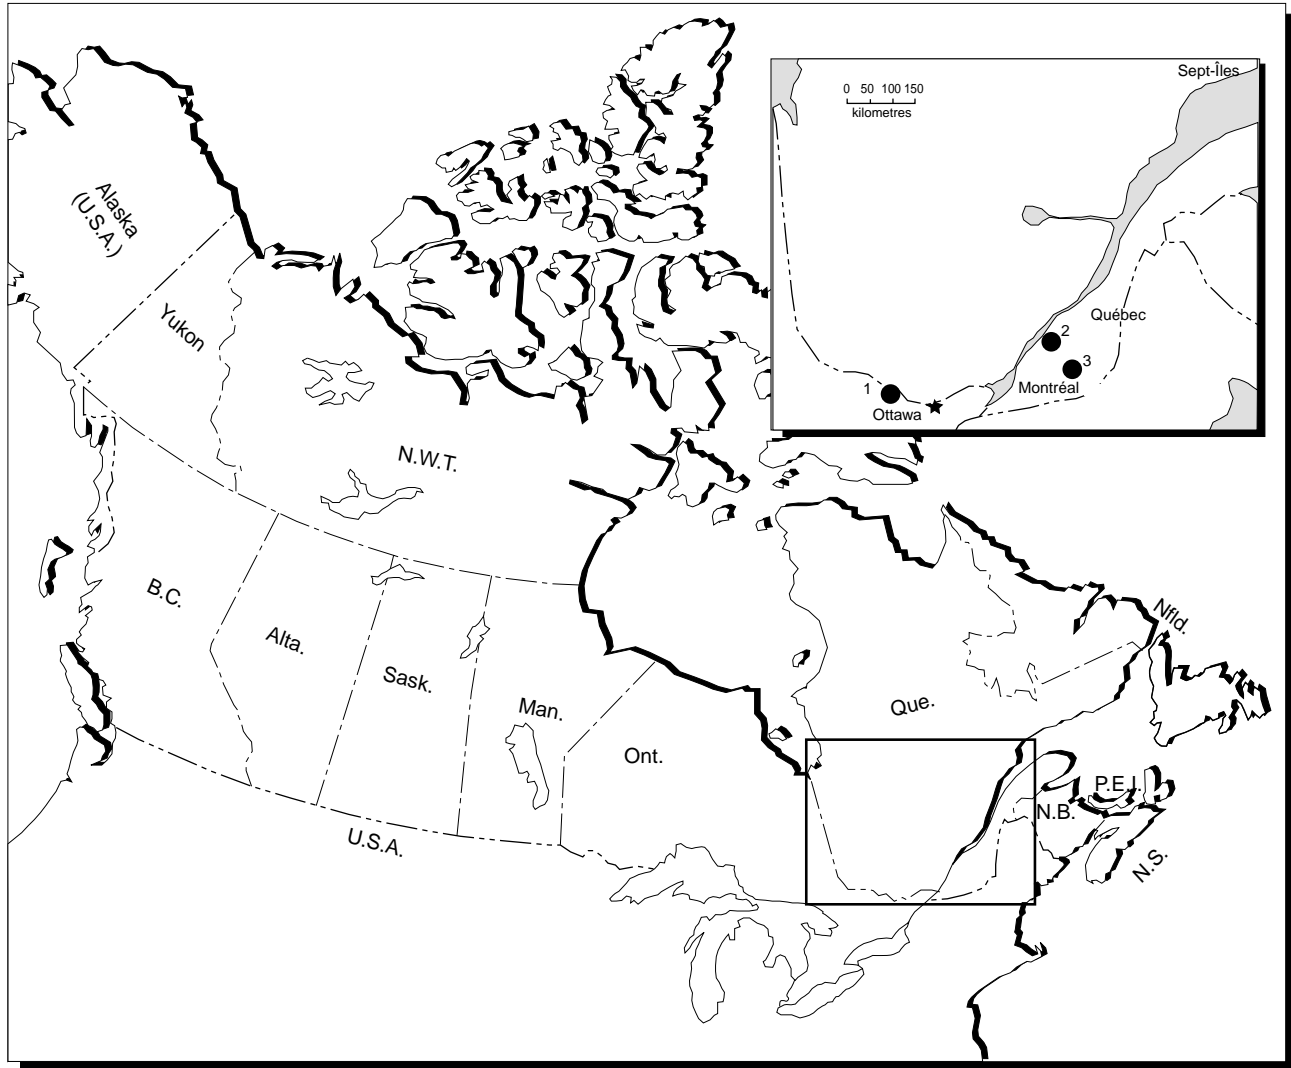 Sept-Îles
0 50 100 150
kilometres
Alaska
(U.S.A.)
Yukon
Québec
2
3
1
Montréal
Ottawa
N.W.T.
B.C.
Alta.
Sask.
Man.
Ont.
Que.
Nfld.
P.E.I.
N.B.
N.S.
U.S.A.